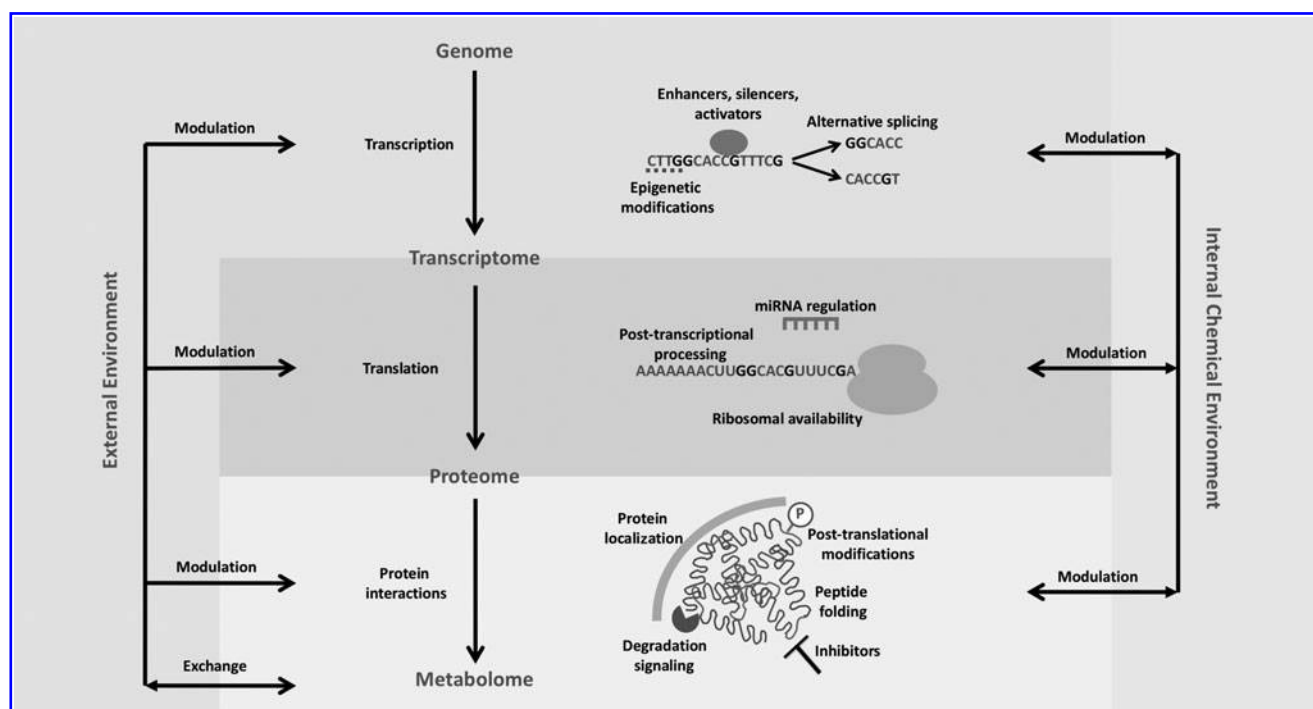 Genome
Enhancers, silencers,
activators
Modulation
Transcription
Alternative splicing
Modulation
GGCACC
CTTGGCACCGTTTCG
CACCGT
Epigenetic
modifications
Transcriptome
External Environment
Internal Chemical Environment
miRNA regulation
Modulation
Translation
Post-transcriptional
processing
Modulation
AAAAAAACUUGGCACGUUUCGA
Ribosomal availability
Proteome
Protein
localization
P
Post-translational
modifications
Modulation
Protein
interactions
Modulation
Peptide
folding
Degradation
signaling
Inhibitors
Exchange
Metabolome